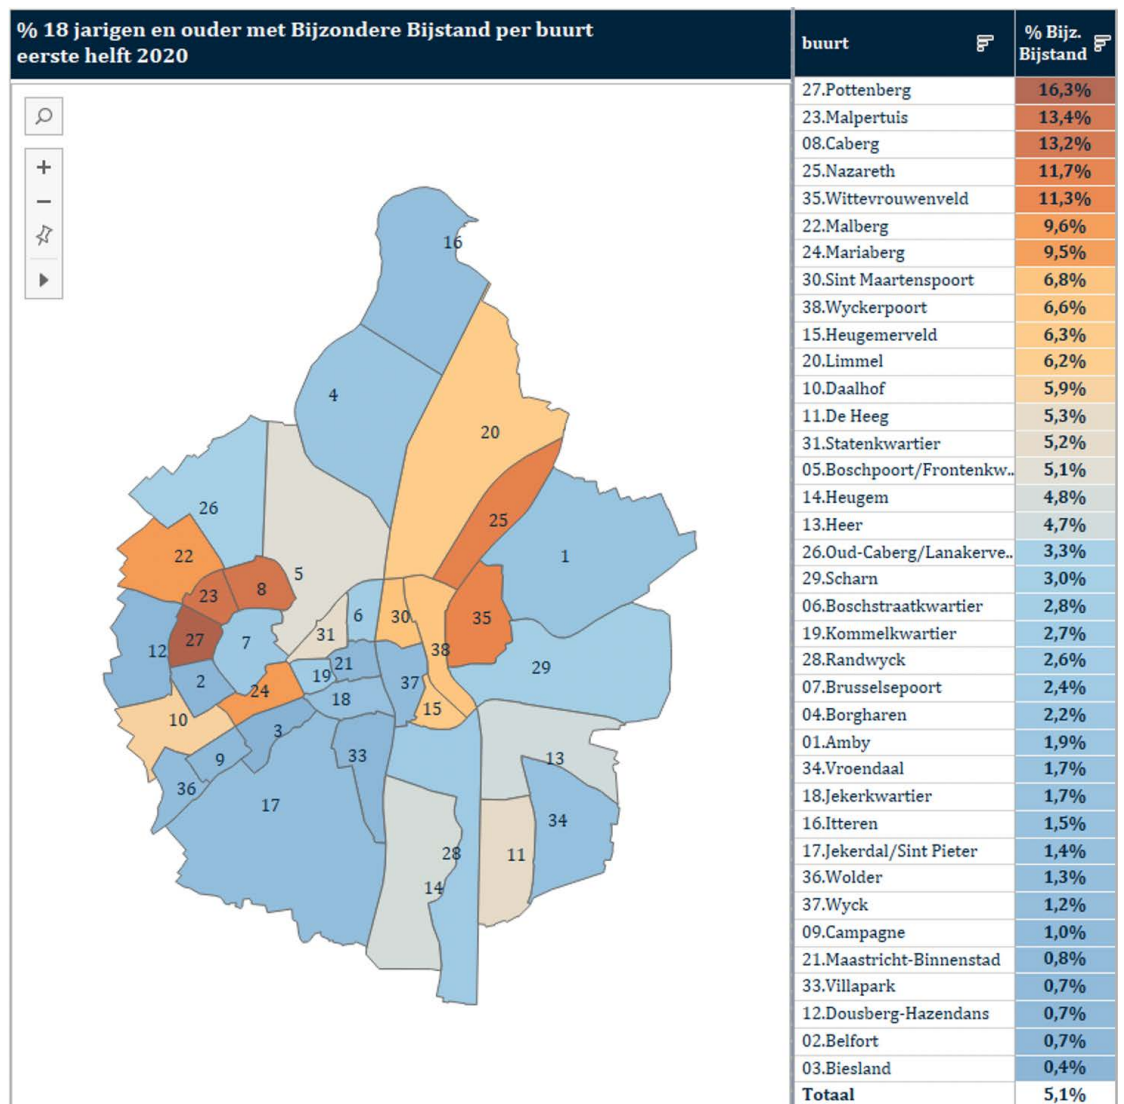 % 18 jarigen en ouder met Bijzondere Bijstand per buurt
eerste helft 2020
16
4
20
26
25
22
1
5
8
23
6
30
35
31
27
7
38
12
21
29
19
2
37
24
18
15
10
3
33
9
13
36
17
34
28
11
14
buurt % Bijz. Bijstand
27.Pottenberg 16,3%
23.Malpertuis 13,4%
08.Caberg 13,2%
25.Nazareth 11,7%
35.Wittevrouwenveld 11,3%
22.Malberg 9,6%
24.Mariaberg 9,5%
30.Sint Maartenspoort 6,8%
38.Wyckerpoort 6,6%
15.Heugemerveld 6,3%
20.Limmel 6,2%
10.Daalhof 5,9%
11.De Heeg 5,3%
31.Statenkwartier 5,2%
05.Boschpoort/Frontenkw.. 5,1%
14.Heugem 4,8%
13.Heer 4,7%
26.Oud-Caberg/Lanakerve.. 3,3%
29.Scharn 3,0%
06.Boschstraatkwartier 2,8%
19.Kommelkwartier 2,7%
28.Randwyck 2,6%
07.Brusselsepoort 2,4%
04.Borgharen 2,2%
01.Amby 1,9%
34.Vroendaal 1,7%
18.Jekerkwartier 1,7%
16.Itteren 1,5%
17.Jekerdal/Sint Pieter 1,4%
36.Wolder 1,3%
37.Wyck 1,2%
09.Campagne 1,0%
21.Maastricht-Binnenstad 0,8%
33.Villapark 0,7%
12.Dousberg-Hazendans 0,7%
02.Belfort 0,7%
03.Biesland 0,4%
Totaal 5,1%